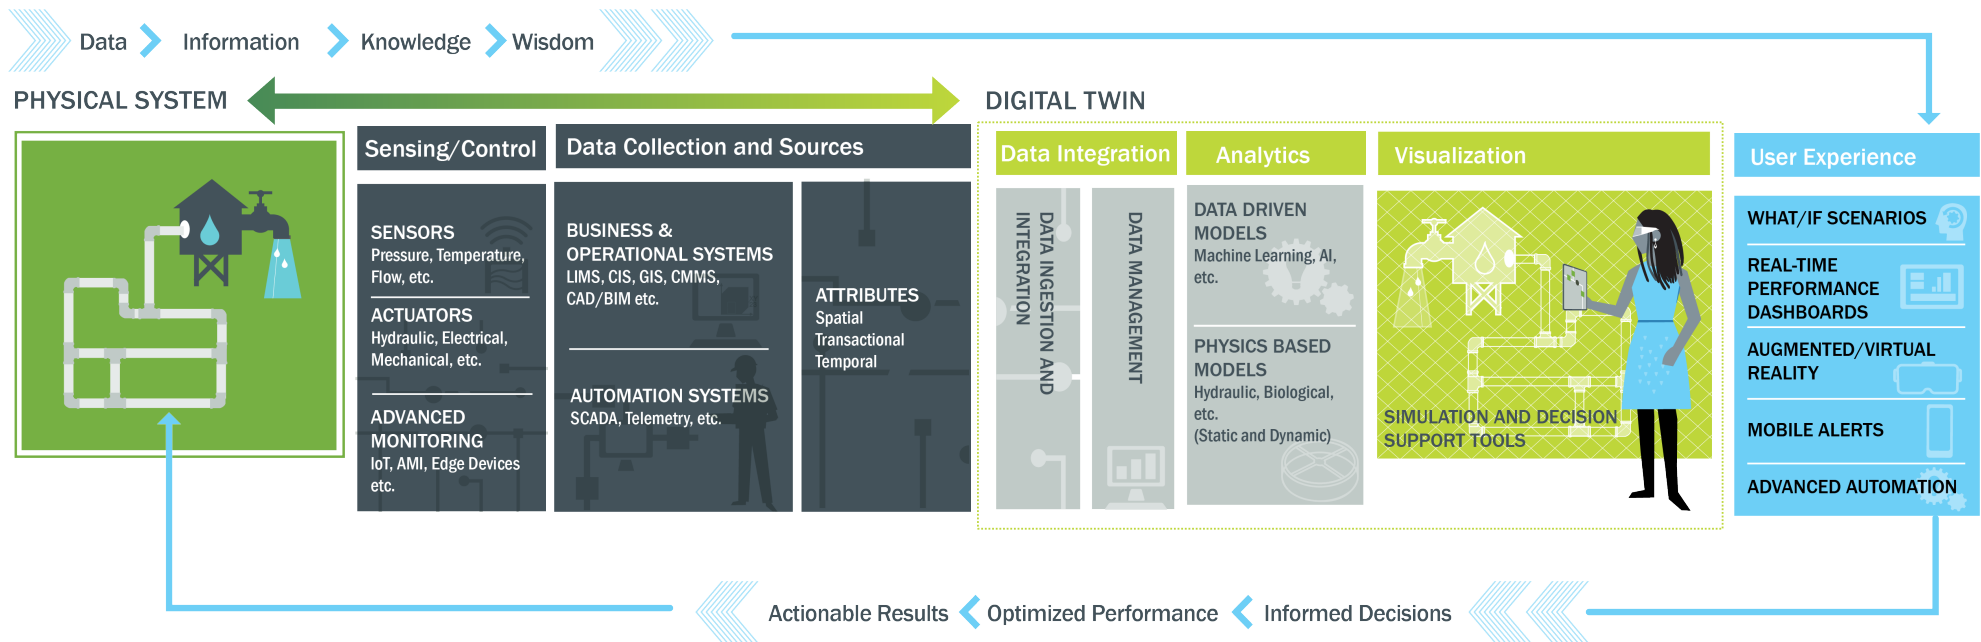 Data
Information
Knowledge
Wisdom
PHYSICAL SYSTEM
DIGITAL TWIN
Sensing/Control
SENSORS
Pressure, Temperature,
Flow, etc.
ACTUATORS
Hydraulic, Electrical,
Mechanical, etc.
ADVANCED
MONITORING
IoT, AMI, Edge Devices
etc.
Data Collection and Sources
BUSINESS &
OPERATIONAL SYSTEMS
LIMS, CIS, GIS, CMMS,
CAD/BIM etc.
AUTOMATION SYSTEMS
SCADA, Telemetry, etc.
ATTRIBUTES
Spatial
Transactional
Temporal
Data Integration
DATA INGESTION AND
INTEGRATION
DATA MANAGEMENT
Analytics
DATA DRIVEN
MODELS
Machine Learning, AI,
etc.
PHYSICS BASED
MODELS
Hydraulic, Biological,
etc.
(Static and Dynamic)
Visualization
SIMULATION AND DECISION
SUPPORT TOOLS
User Experience
WHAT/IF SCENARIOS
REAL-TIME
PERFORMANCE
DASHBOARDS
AUGMENTED/VIRTUAL
REALITY
MOBILE ALERTS
ADVANCED AUTOMATION
Actionable Results
Optimized Performance
Informed Decisions